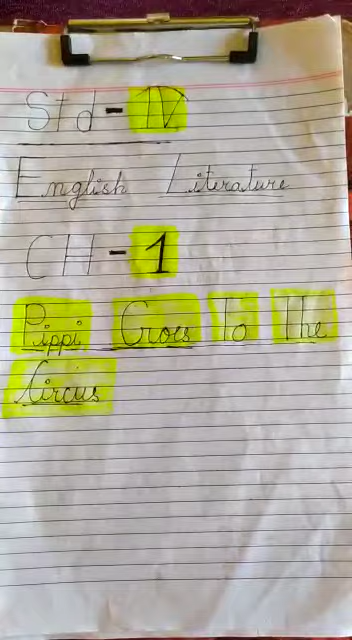 Std - IV
English Literature
CH - 1
Pippi Goes To The
Circus